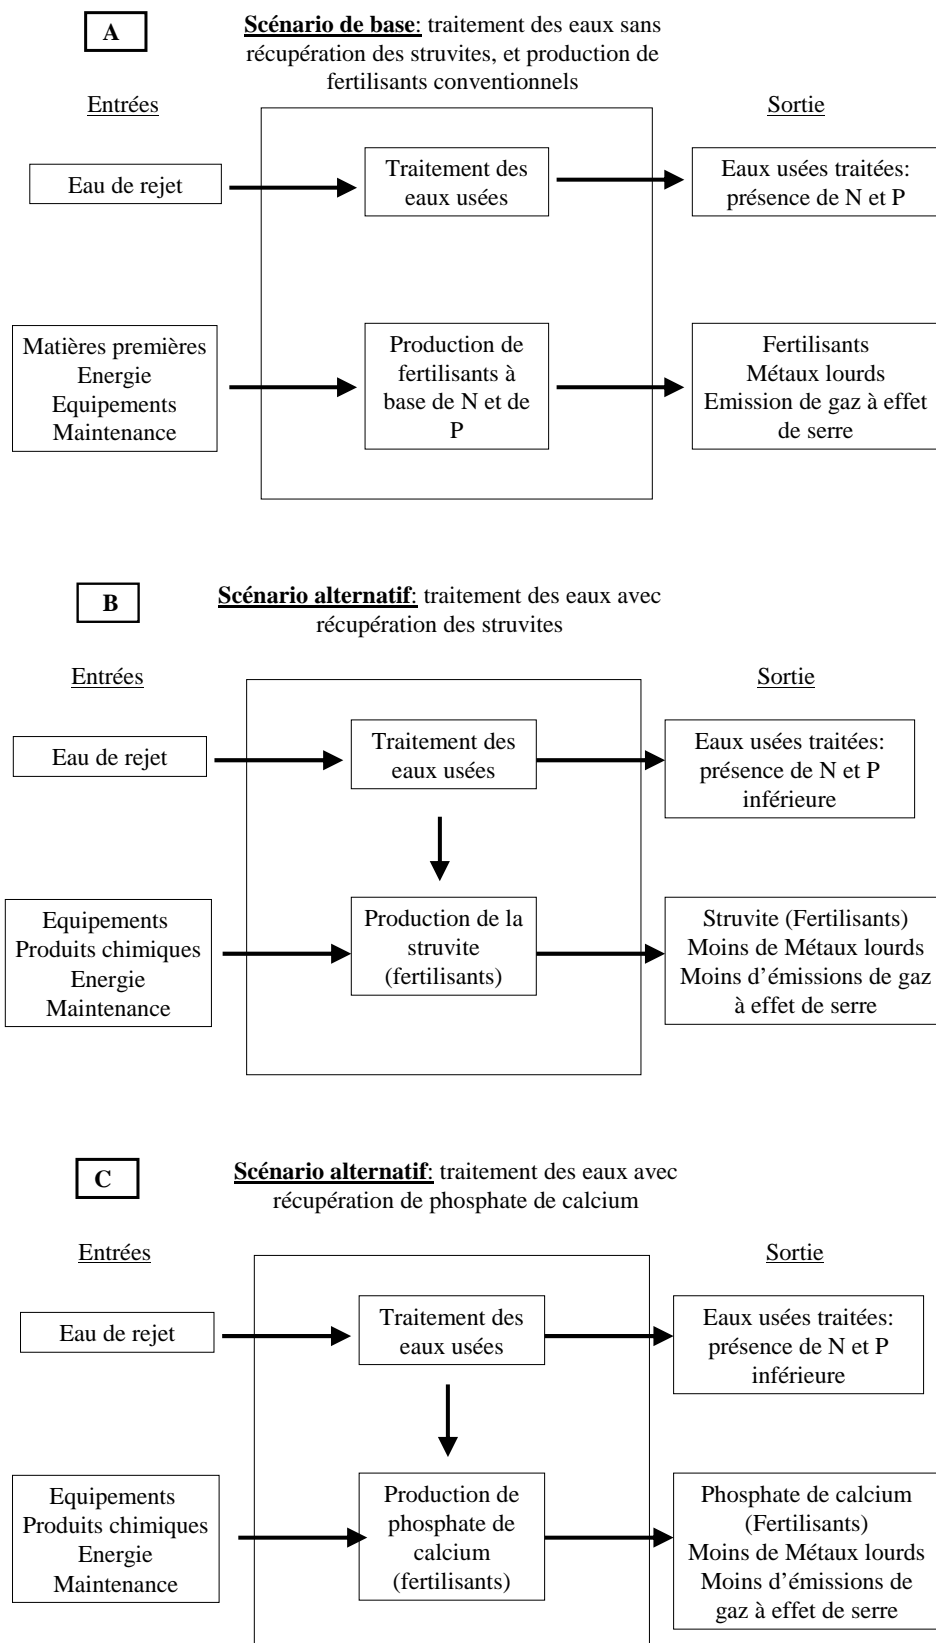 A
Scénario de base: traitement des eaux sans
récupération des struvites, et production de
fertilisants conventionnels
Entrées
Sortie
Eau de rejet
Traitement des
eaux usées
Eaux usées traitées:
présence de N et P
Matières premières
Energie
Equipements
Maintenance
Production de
fertilisants à
base de N et de
P
Fertilisants
Métaux lourds
Emission de gaz à effet
de serre
B
Scénario alternatif: traitement des eaux avec
récupération des struvites
Entrées
Sortie
Eau de rejet
Traitement des
eaux usées
Eaux usées traitées:
présence de N et P
inférieure
Equipements
Produits chimiques
Energie
Maintenance
Production de la
struvite
(fertilisants)
Struvite (Fertilisants)
Moins de Métaux lourds
Moins d’émissions de gaz
à effet de serre
C
Scénario alternatif: traitement des eaux avec
récupération de phosphate de calcium
Entrées
Sortie
Eau de rejet
Traitement des
eaux usées
Eaux usées traitées:
présence de N et P
inférieure
Equipements
Produits chimiques
Energie
Maintenance
Production de
phosphate de
calcium
(fertilisants)
Phosphate de calcium
(Fertilisants)
Moins de Métaux lourds
Moins d’émissions de
gaz à effet de serre